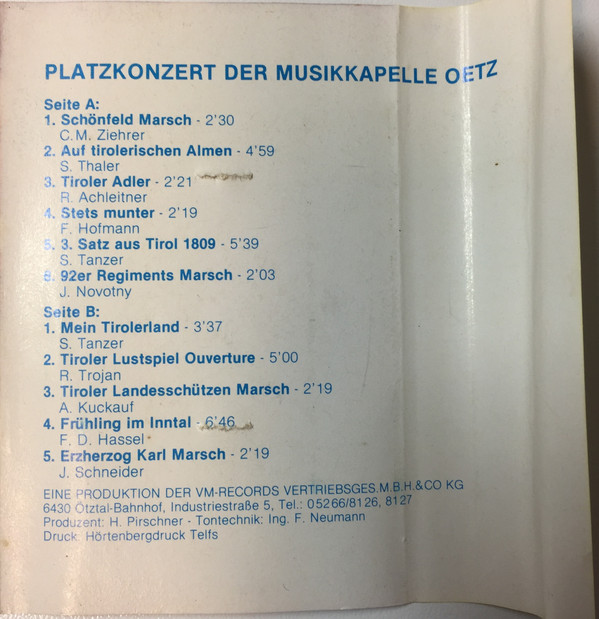 PLATZKONZERT DER MUSIKKAPELLE OETZ
Seite A:
1. Schönfeld Marsch - 2'30
C. M. Ziehrer
2. Auf tirolerischen Almen - 4'59
S. Thaler
3. Tiroler Adler - 2'21
R. Achleitner
4. Stets munter - 2'19
F. Hofmann
5. 3. Satz aus Tirol 1809 - 5'39
S. Tanzer
6. 92er Regiments Marsch - 2'03
J. Novotny
Seite B:
1. Mein Tirolerland - 3'37
S. Tanzer
2. Tiroler Lustspiel Ouverture - 5'00
R. Trojan
3. Tiroler Landesschützen Marsch - 2'19
A. Kuckauf
4. Frühling im Inntal - 6'46
F. D. Hassel
5. Erzherzog Karl Marsch - 2'19
J. Schneider
EINE PRODUKTION DER VM-RECORDS VERTRIEBSGES.M.B.H.&CO KG
6430 Ötztal-Bahnhof, Industriestraße 5, Tel.: 05266/8126, 8127
Produzent: H. Pirschner - Tontechnik: Ing. F. Neumann
Druck: Hörtenbergdruck Telfs